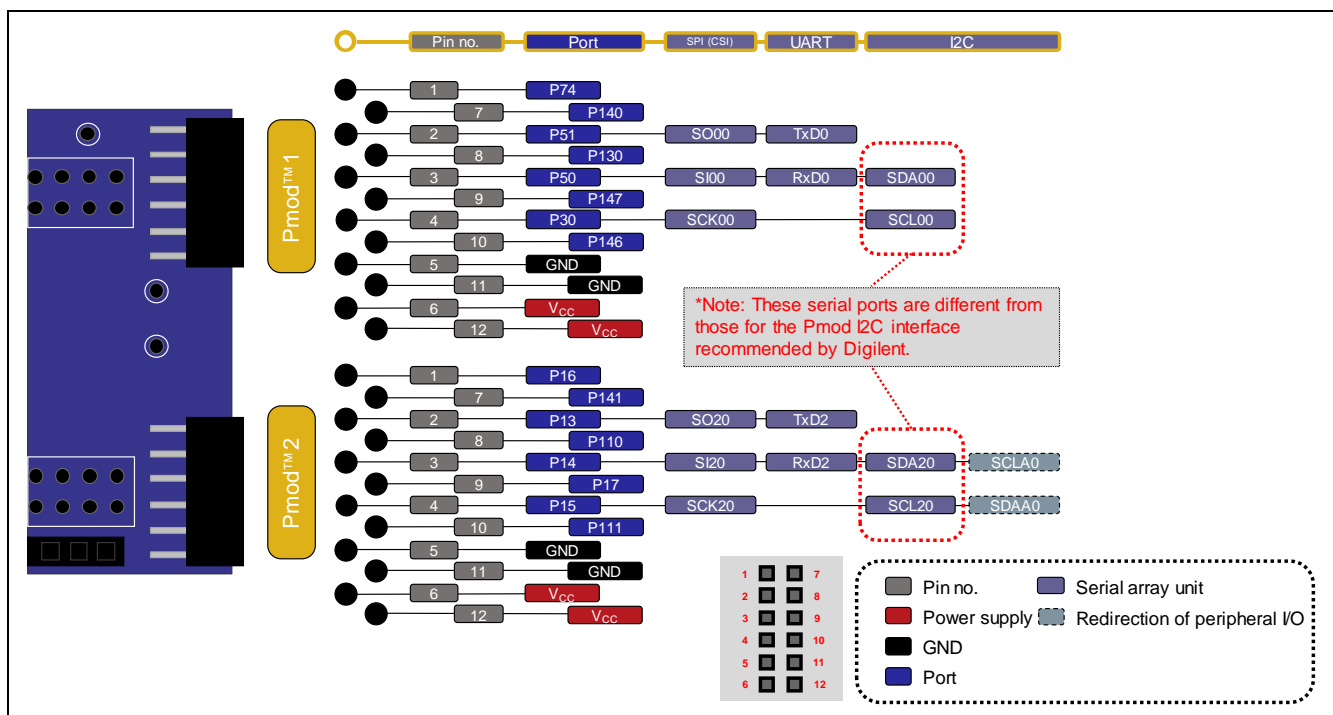 Pin no. Port SPI (CSI) UART I2C
Pmod™1
1 P74
7 P140
2 P51 SO00 TxD0
8 P130
3 P50 SI00 RxD0 SDA00
9 P147
4 P30 SCK00 SCL00
10 P146
5 GND
11 GND
6 VCC
12 VCC
*Note: These serial ports are different from
those for the Pmod I2C interface
recommended by Digilent.
Pmod™2
1 P16
7 P141
2 P13 SO20 TxD2
8 P110
3 P14 SI20 RxD2 SDA20 SCLA0
9 P17
4 P15 SCK20 SCL20 SDAA0
10 P111
5 GND
11 GND
6 VCC
12 VCC
1 7
2 8
3 9
4 10
5 11
6 12
Pin no. Serial array unit
Power supply Redirection of peripheral I/O
GND
Port